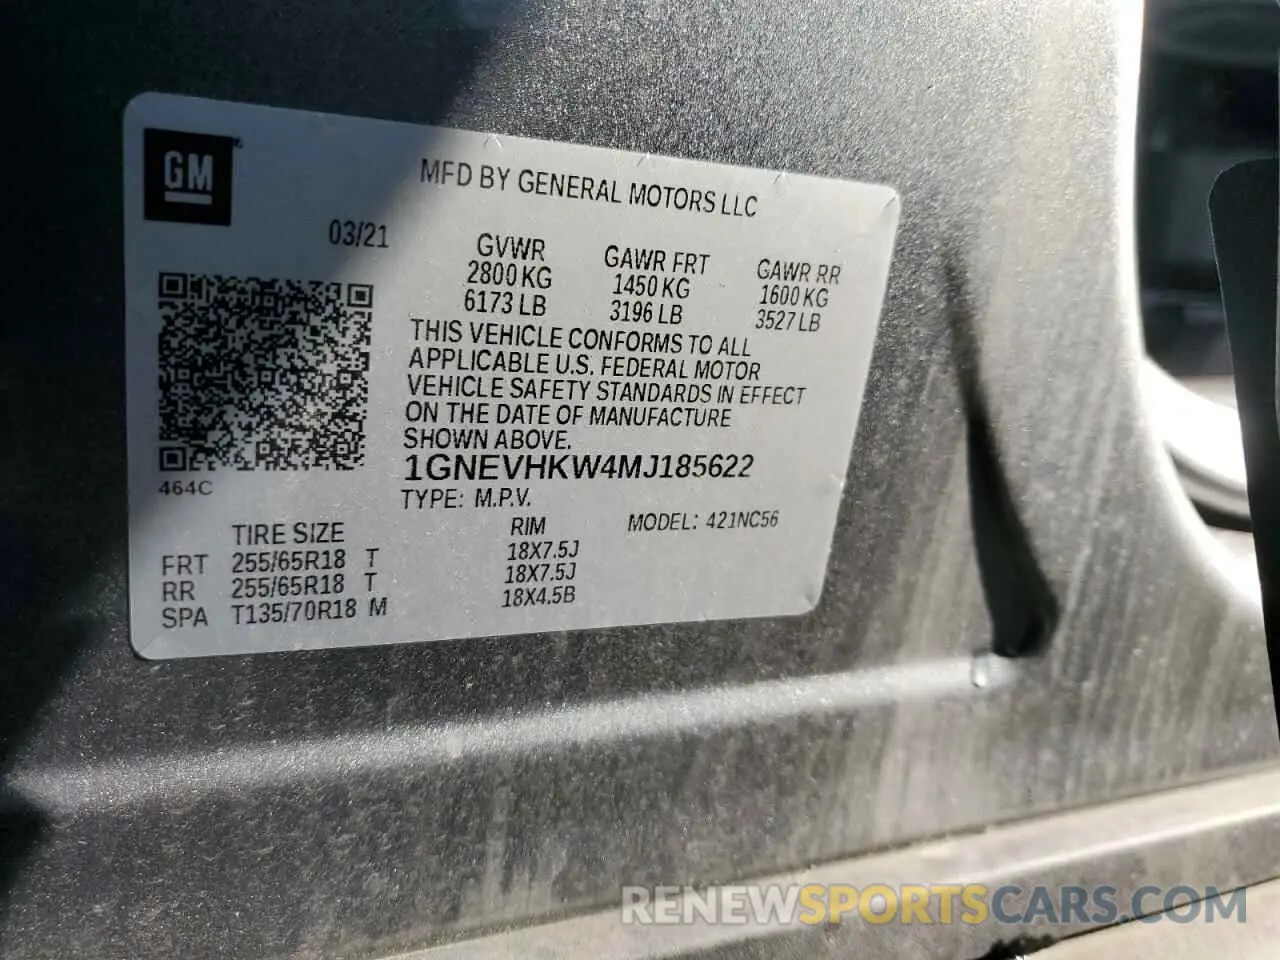 GM
MFD BY GENERAL MOTORS LLC
03/21
GVWR GAWR FRT GAWR RR
2800 KG 1450 KG 1600 KG
6173 LB 3196 LB 3527 LB
THIS VEHICLE CONFORMS TO ALL
APPLICABLE U.S. FEDERAL MOTOR
VEHICLE SAFETY STANDARDS IN EFFECT
ON THE DATE OF MANUFACTURE
SHOWN ABOVE.
1GNEVHKW4MJ185622
464C
TYPE: M.P.V.
TIRE SIZE RIM MODEL: 421NC56
FRT 255/65R18 T 18X7.5J
RR 255/65R18 T 18X7.5J
SPA T135/70R18 M 18X4.5B
RENEWSPORTSCARS.COM